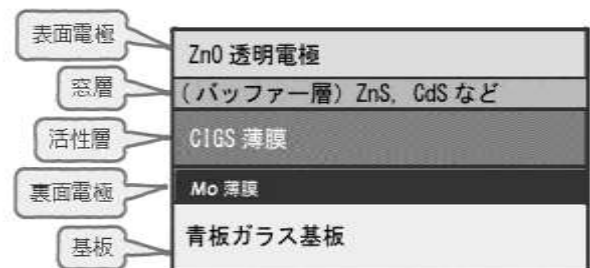 表面電極
ZnO 透明電極
窓層
(バッファー層) ZnS, CdS など
活性層
CIGS 薄膜
裏面電極
Mo 薄膜
基板
青板ガラス基板